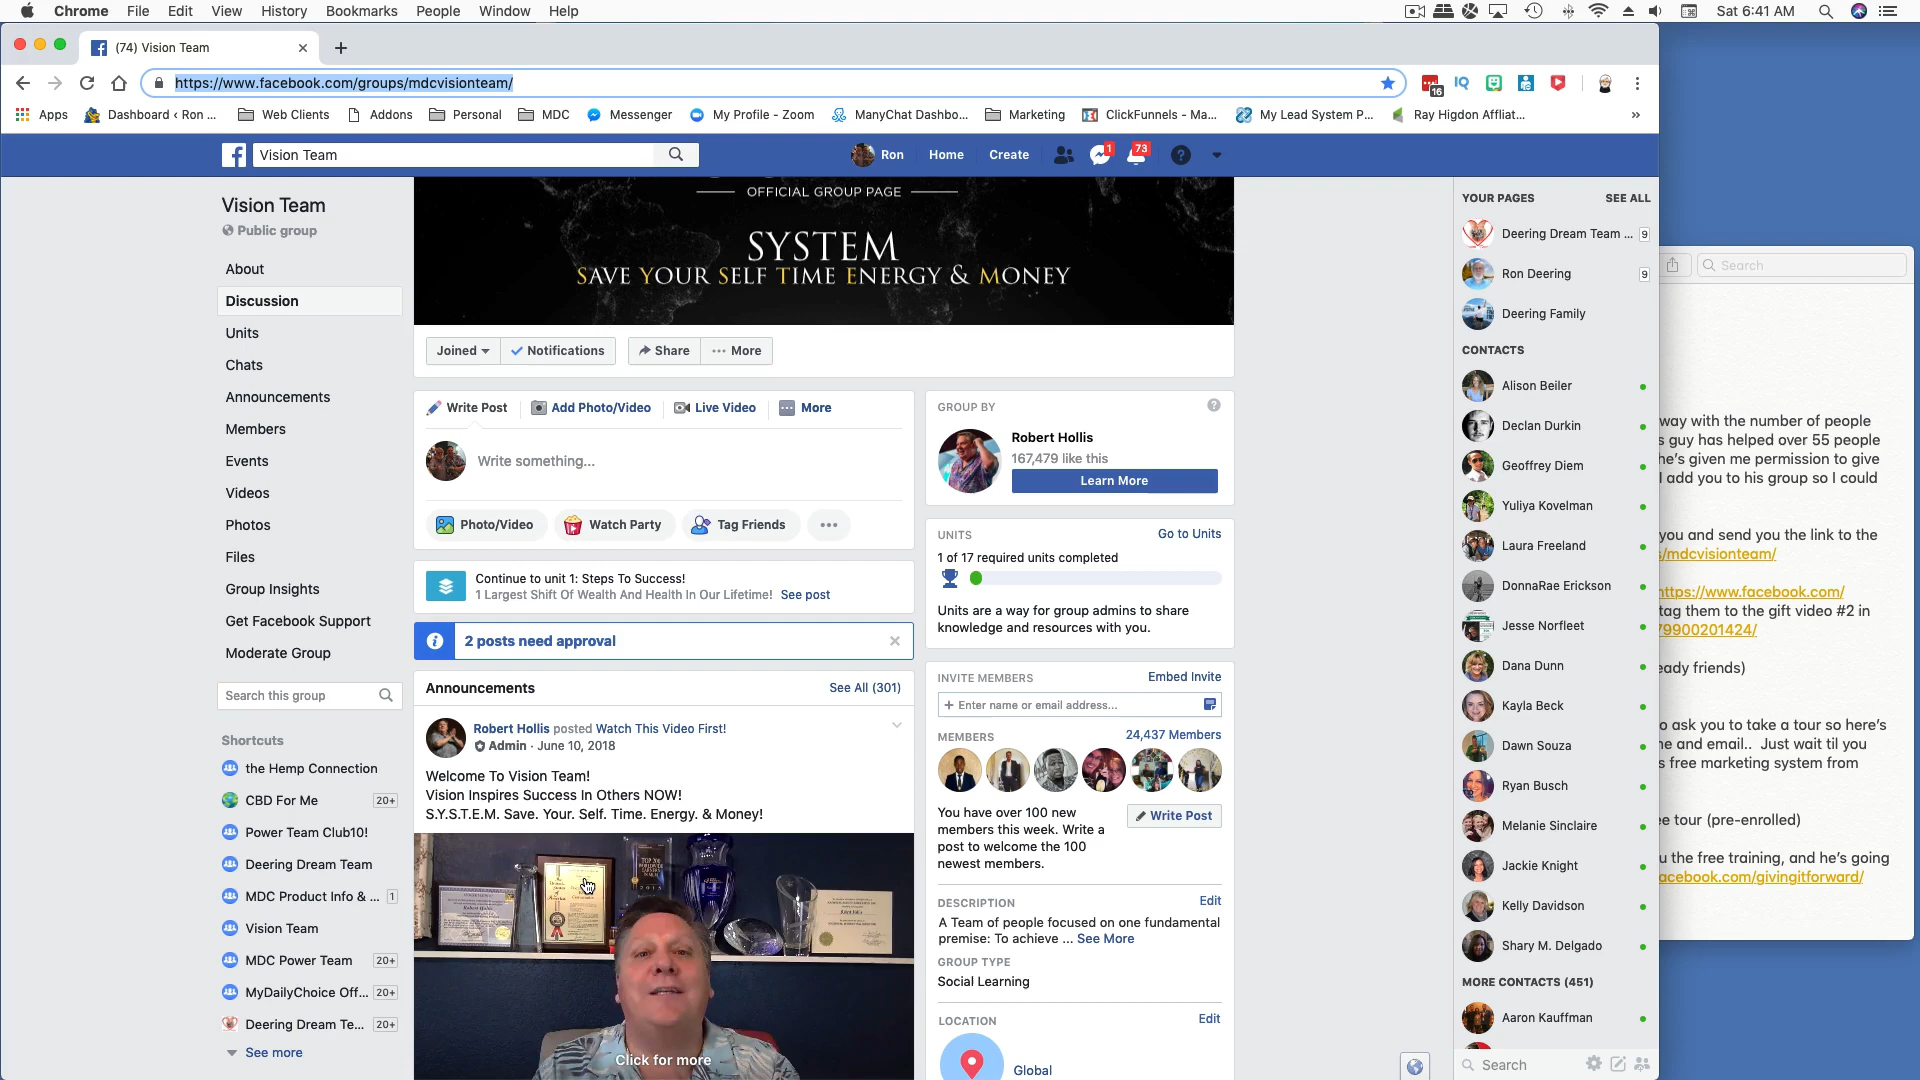 Chrome File Edit View History Bookmarks People Window Help
Sat 6:41 AM
(74) Vision Team
https://www.facebook.com/groups/mdcvisionteam/
16
Apps Dashboard ‹ Ron ... Web Clients Addons Personal MDC Messenger My Profile - Zoom ManyChat Dashbo... Marketing ClickFunnels - Ma... My Lead System P... Ray Higdon Affliat... »
Vision Team
Ron Home Create 1 73
Vision Team
Public group
About
Discussion
Units
Chats
Announcements
Members
Events
Videos
Photos
Files
Group Insights
Get Facebook Support
Moderate Group
Search this group
Shortcuts
the Hemp Connection
CBD For Me 20+
Power Team Club10!
Deering Dream Team
MDC Product Info & ... 1
Vision Team
MDC Power Team 20+
MyDailyChoice Off... 20+
Deering Dream Te... 20+
See more
OFFICIAL GROUP PAGE
SYSTEM
SAVE YOUR SELF TIME ENERGY & MONEY
Joined Notifications Share More
Write Post Add Photo/Video Live Video More
Write something...
Photo/Video Watch Party Tag Friends
Continue to unit 1: Steps To Success!
1 Largest Shift Of Wealth And Health In Our Lifetime! See post
2 posts need approval
Announcements See All (301)
Robert Hollis posted Watch This Video First!
Admin · June 10, 2018
Welcome To Vision Team!
Vision Inspires Success In Others NOW!
S.Y.S.T.E.M. Save. Your. Self. Time. Energy. & Money!
TOP 200
WORLDWIDE
2015
Click for more
GROUP BY
Robert Hollis
167,479 like this
Learn More
UNITS Go to Units
1 of 17 required units completed
Units are a way for group admins to share
knowledge and resources with you.
INVITE MEMBERS Embed Invite
+ Enter name or email address...
MEMBERS 24,437 Members
You have over 100 new
members this week. Write a
post to welcome the 100
newest members.
Write Post
DESCRIPTION Edit
A Team of people focused on one fundamental
premise: To achieve ... See More
GROUP TYPE
Social Learning
LOCATION Edit
Global
YOUR PAGES SEE ALL
Deering Dream Team ... 9
Ron Deering 9
Deering Family
CONTACTS
Alison Beiler
Declan Durkin
Geoffrey Diem
Yuliya Kovelman
Laura Freeland
DonnaRae Erickson
Jesse Norfleet
Dana Dunn
Kayla Beck
Dawn Souza
Ryan Busch
Melanie Sinclaire
Jackie Knight
Kelly Davidson
Shary M. Delgado
MORE CONTACTS (451)
Aaron Kauffman
Search
Search
way with the number of people
s guy has helped over 55 people
he's given me permission to give
I add you to his group so I could
you and send you the link to the
s/mdcvisionteam/
https://www.facebook.com/
tag them to the gift video #2 in
79900201424/
eady friends)
o ask you to take a tour so here's
ne and email.. Just wait til you
s free marketing system from
ee tour (pre-enrolled)
u the free training, and he's going
acebook.com/givingitforward/